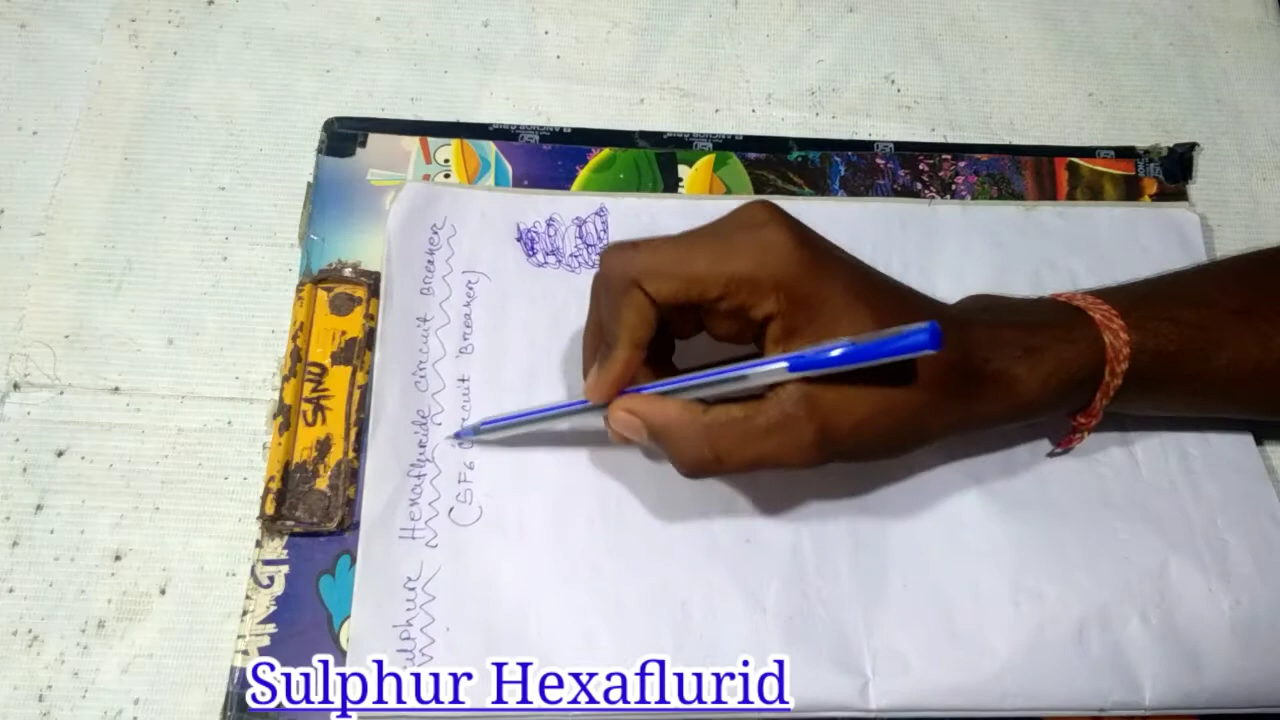 Sulphur Hexafluride circuit Breaker
(SF6 circuit Breaker)
SANU
Sulphur Hexaflurid